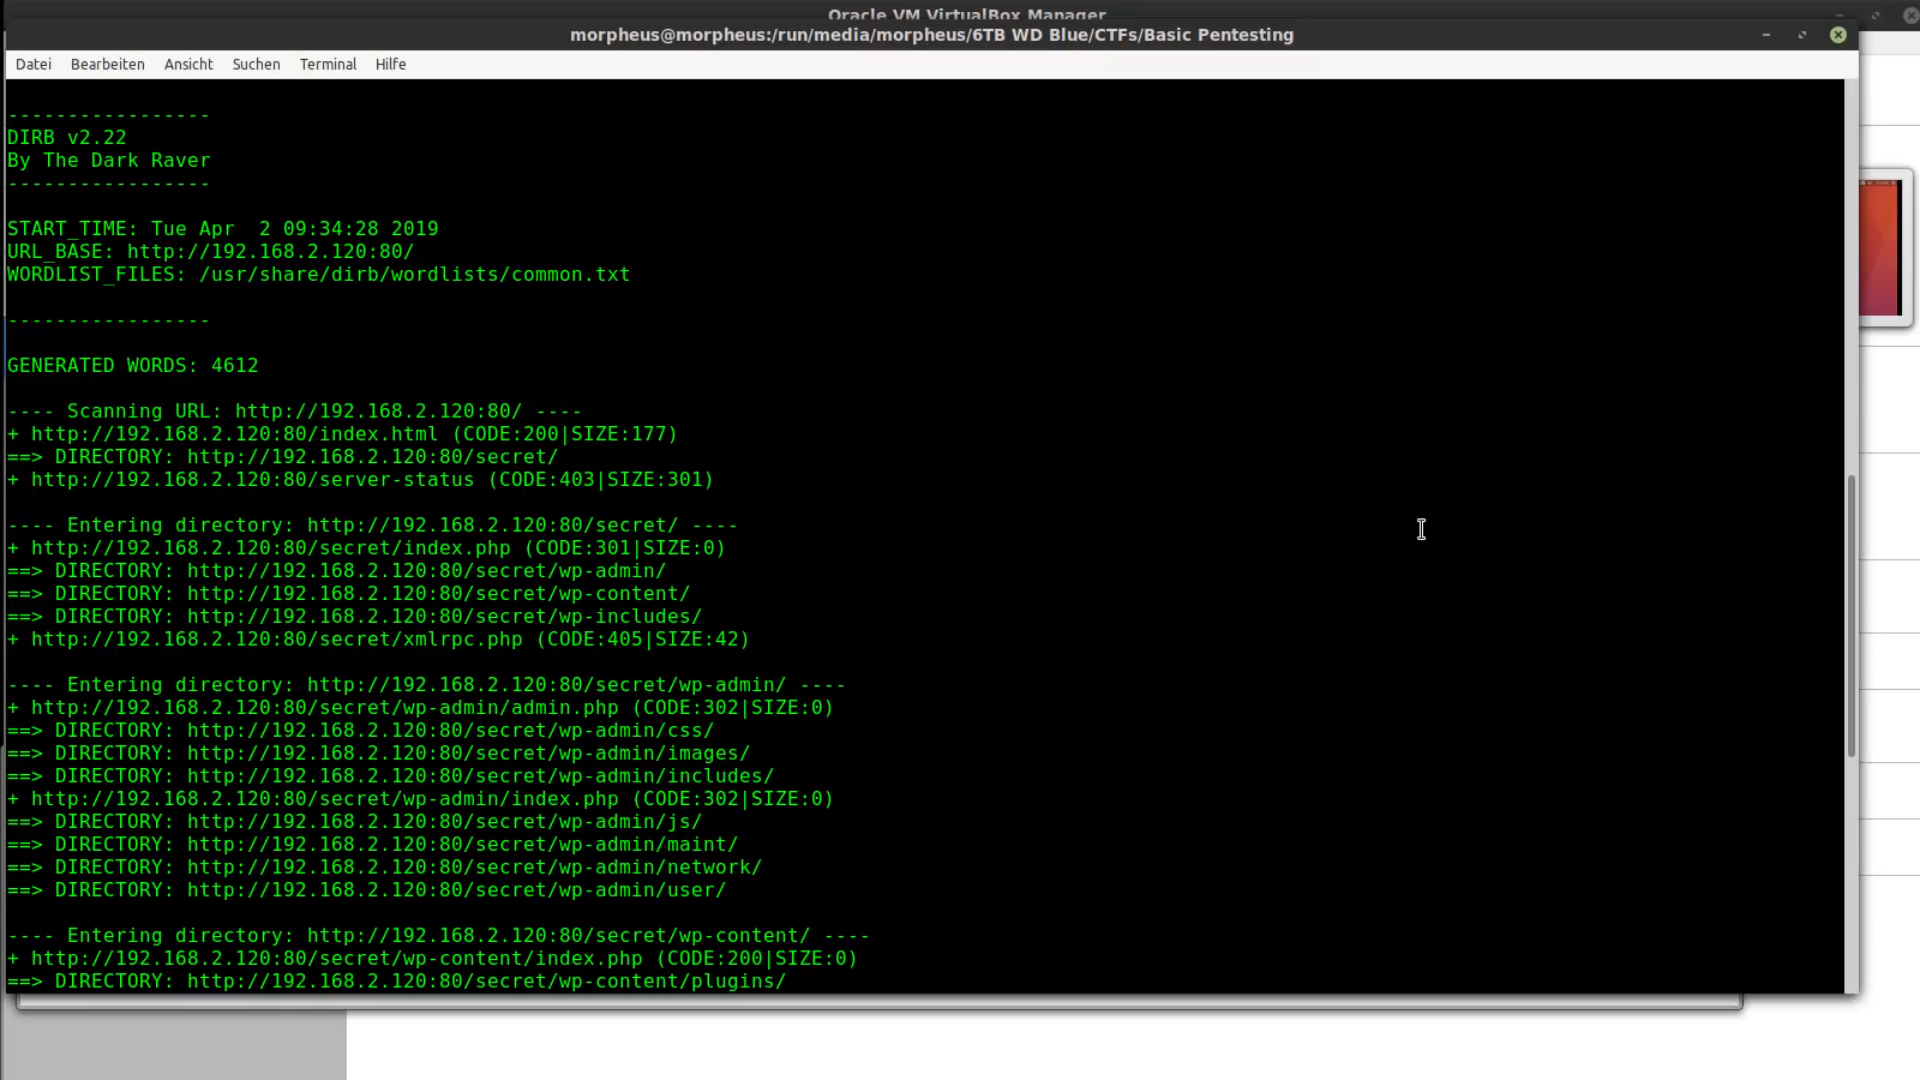 Oracle VM VirtualBox Manager
morpheus@morpheus:/run/media/morpheus/6TB WD Blue/CTFs/Basic Pentesting
Datei Bearbeiten Ansicht Suchen Terminal Hilfe
-----------------
DIRB v2.22
By The Dark Raver
-----------------
START_TIME: Tue Apr  2 09:34:28 2019
URL_BASE: http://192.168.2.120:80/
WORDLIST_FILES: /usr/share/dirb/wordlists/common.txt
-----------------
GENERATED WORDS: 4612
---- Scanning URL: http://192.168.2.120:80/ ----
+ http://192.168.2.120:80/index.html (CODE:200|SIZE:177)
==> DIRECTORY: http://192.168.2.120:80/secret/
+ http://192.168.2.120:80/server-status (CODE:403|SIZE:301)
---- Entering directory: http://192.168.2.120:80/secret/ ----
+ http://192.168.2.120:80/secret/index.php (CODE:301|SIZE:0)
==> DIRECTORY: http://192.168.2.120:80/secret/wp-admin/
==> DIRECTORY: http://192.168.2.120:80/secret/wp-content/
==> DIRECTORY: http://192.168.2.120:80/secret/wp-includes/
+ http://192.168.2.120:80/secret/xmlrpc.php (CODE:405|SIZE:42)
---- Entering directory: http://192.168.2.120:80/secret/wp-admin/ ----
+ http://192.168.2.120:80/secret/wp-admin/admin.php (CODE:302|SIZE:0)
==> DIRECTORY: http://192.168.2.120:80/secret/wp-admin/css/
==> DIRECTORY: http://192.168.2.120:80/secret/wp-admin/images/
==> DIRECTORY: http://192.168.2.120:80/secret/wp-admin/includes/
+ http://192.168.2.120:80/secret/wp-admin/index.php (CODE:302|SIZE:0)
==> DIRECTORY: http://192.168.2.120:80/secret/wp-admin/js/
==> DIRECTORY: http://192.168.2.120:80/secret/wp-admin/maint/
==> DIRECTORY: http://192.168.2.120:80/secret/wp-admin/network/
==> DIRECTORY: http://192.168.2.120:80/secret/wp-admin/user/
---- Entering directory: http://192.168.2.120:80/secret/wp-content/ ----
+ http://192.168.2.120:80/secret/wp-content/index.php (CODE:200|SIZE:0)
==> DIRECTORY: http://192.168.2.120:80/secret/wp-content/plugins/